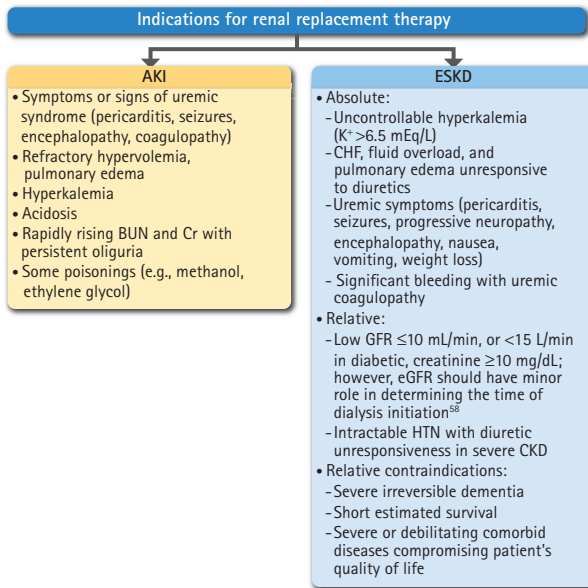 Indications for renal replacement therapy
AKI
• Symptoms or signs of uremic
syndrome (pericarditis, seizures,
encephalopathy, coagulopathy)
• Refractory hypervolemia,
pulmonary edema
• Hyperkalemia
• Acidosis
• Rapidly rising BUN and Cr with
persistent oliguria
• Some poisonings (e.g., methanol,
ethylene glycol)
ESKD
• Absolute:
-Uncontrollable hyperkalemia
(K⁺>6.5 mEq/L)
-CHF, fluid overload, and
pulmonary edema unresponsive
to diuretics
-Uremic symptoms (pericarditis,
seizures, progressive neuropathy,
encephalopathy, nausea,
vomiting, weight loss)
- Significant bleeding with uremic
coagulopathy
• Relative:
-Low GFR ≤10 mL/min, or <15 L/min
in diabetic, creatinine ≥10 mg/dL;
however, eGFR should have minor
role in determining the time of
dialysis initiation⁵⁸
-Intractable HTN with diuretic
unresponsiveness in severe CKD
• Relative contraindications:
-Severe irreversible dementia
-Short estimated survival
-Severe or debilitating comorbid
diseases compromising patient's
quality of life